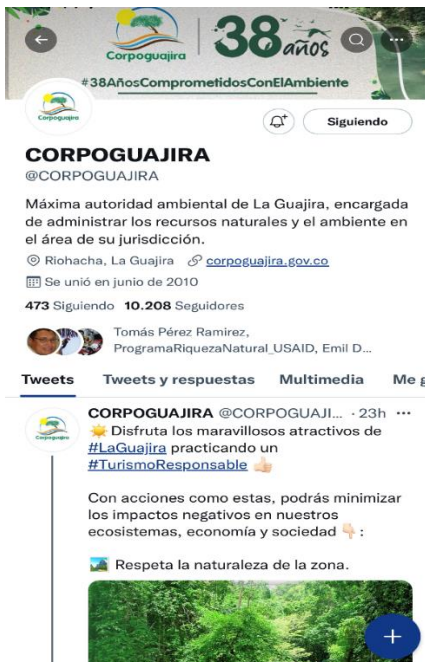 Corpoguajira
38 años
#38AñosComprometidosConElAmbiente
Corpoguajira
Siguiendo
CORPOGUAJIRA
@CORPOGUAJIRA
Máxima autoridad ambiental de La Guajira, encargada
de administrar los recursos naturales y el ambiente en
el área de su jurisdicción.
Riohacha, La Guajira corpoguajira.gov.co
Se unió en junio de 2010
473 Siguiendo 10.208 Seguidores
Tomás Pérez Ramirez,
ProgramaRiquezaNatural_USAID, Emil D...
Tweets Tweets y respuestas Multimedia Me g
CORPOGUAJIRA @CORPOGUAJI... · 23h
Corpoguajira
☀️Disfruta los maravillosos atractivos de
#LaGuajira practicando un
#TurismoResponsable 👍🏻
Con acciones como estas, podrás minimizar
los impactos negativos en nuestros
ecosistemas, economía y sociedad 👇🏻:
🏞️ Respeta la naturaleza de la zona.